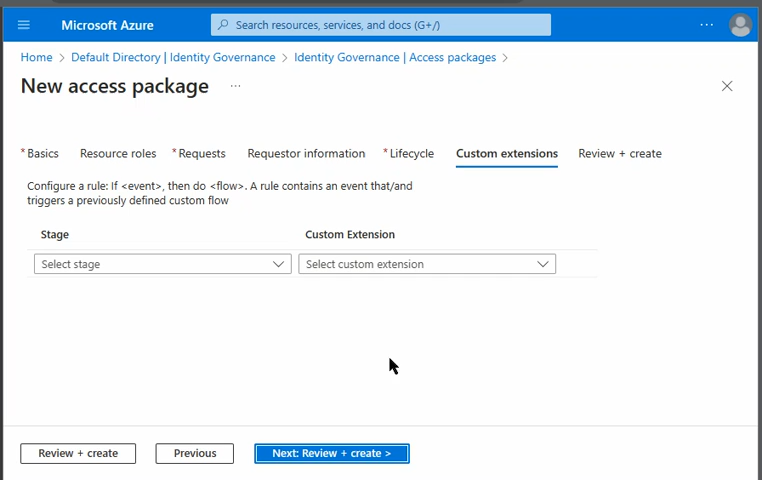 Microsoft Azure
Search resources, services, and docs (G+/)
Home > Default Directory | Identity Governance > Identity Governance | Access packages >
New access package
* Basics Resource roles * Requests Requestor information * Lifecycle Custom extensions Review + create
Configure a rule: If <event>, then do <flow>. A rule contains an event that/and
triggers a previously defined custom flow
Stage Custom Extension
Select stage Select custom extension
Review + create Previous Next: Review + create >